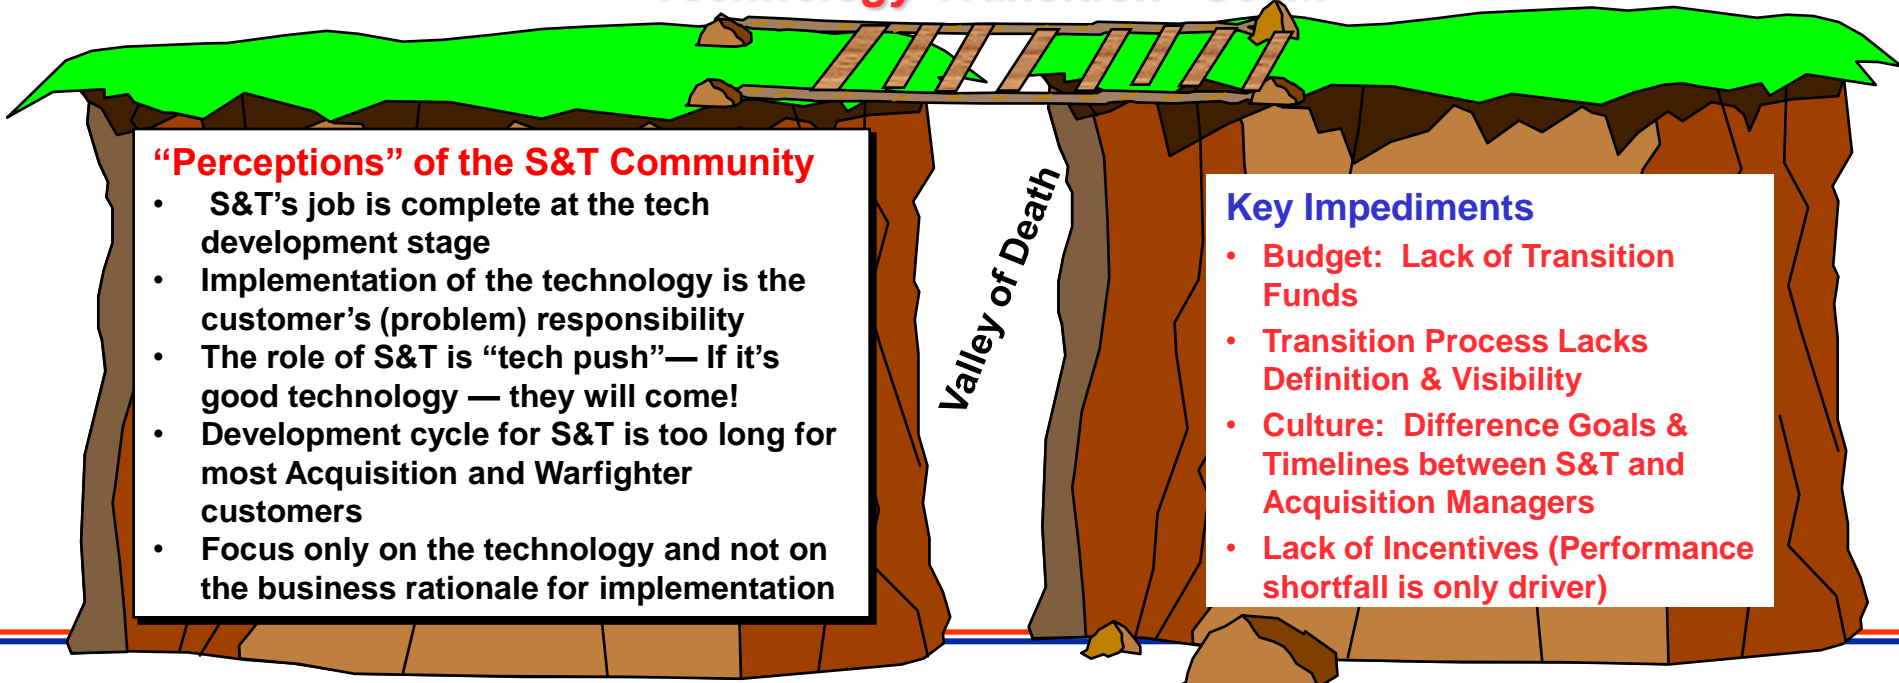 Technology Transition
“Perceptions” of the S&T Community
• S&T’s job is complete at the tech
development stage
• Implementation of the technology is the
customer’s (problem) responsibility
• The role of S&T is “tech push”— If it’s
good technology — they will come!
• Development cycle for S&T is too long for
most Acquisition and Warfighter
customers
• Focus only on the technology and not on
the business rationale for implementation
Valley of Death
Key Impediments
• Budget: Lack of Transition
Funds
• Transition Process Lacks
Definition & Visibility
• Culture: Difference Goals &
Timelines between S&T and
Acquisition Managers
• Lack of Incentives (Performance
shortfall is only driver)